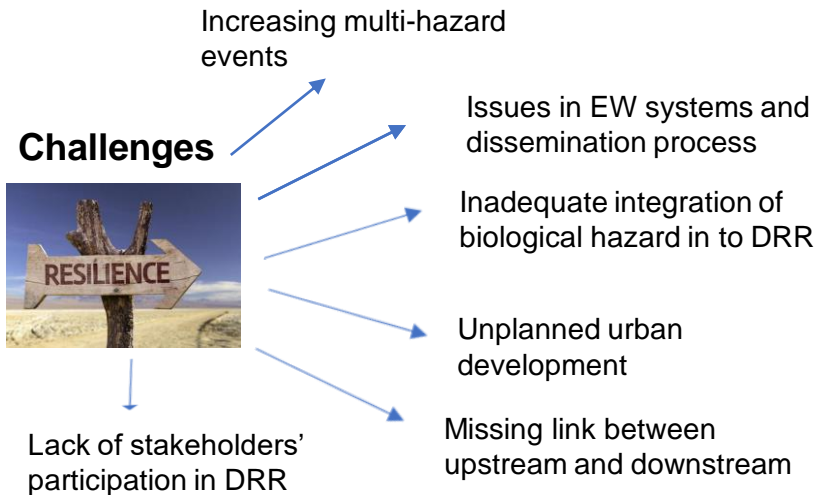 Increasing multi-hazard
events
Challenges
Issues in EW systems and
dissemination process
RESILIENCE
Inadequate integration of
biological hazard in to DRR
Unplanned urban
development
Missing link between
upstream and downstream
Lack of stakeholders’
participation in DRR